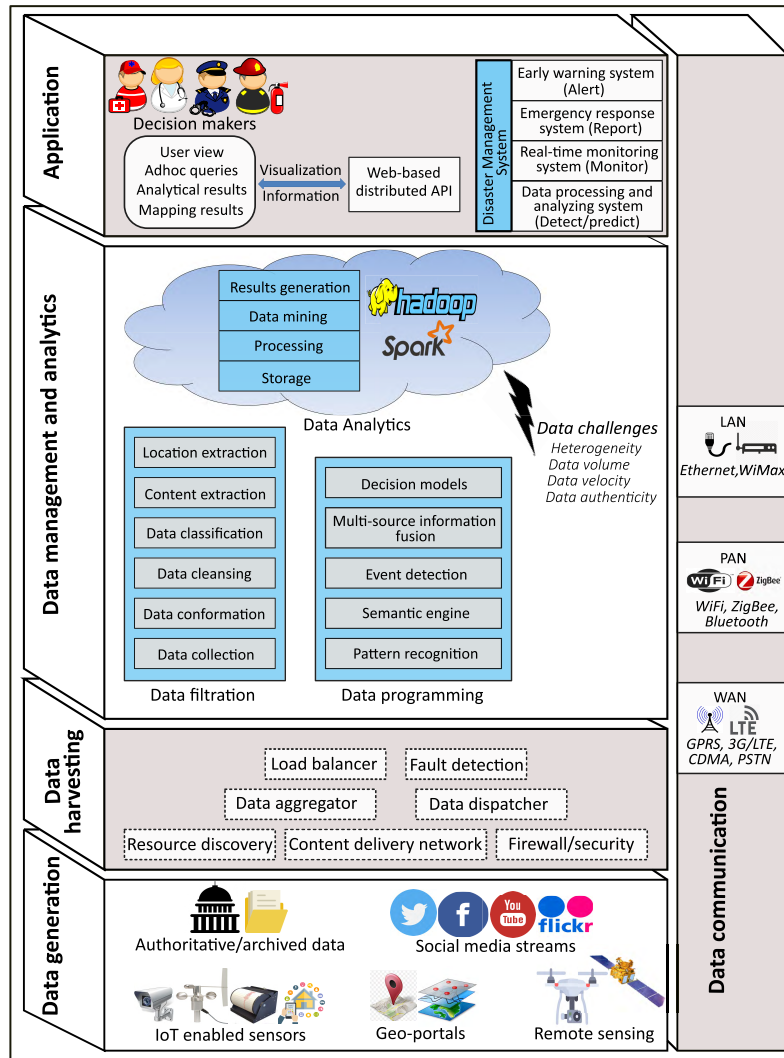 Application
Decision makers
User view
Adhoc queries
Analytical results
Mapping results
Visualization
Information
Web-based
distributed API
Disaster Management
System
Early warning system
(Alert)
Emergency response
system (Report)
Real-time monitoring
system (Monitor)
Data processing and
analyzing system
(Detect/predict)
Data management and analytics
Results generation
Data mining
Processing
Storage
hadoop
Spark
Data Analytics
Data challenges
Heterogeneity
Data volume
Data velocity
Data authenticity
Location extraction
Content extraction
Data classification
Data cleansing
Data conformation
Data collection
Data filtration
Decision models
Multi-source information
fusion
Event detection
Semantic engine
Pattern recognition
Data programming
Data
harvesting
Load balancer
Fault detection
Data aggregator
Data dispatcher
Resource discovery
Content delivery network
Firewall/security
Data generation
Authoritative/archived data
You
Tube
flickr
Social media streams
IoT enabled sensors
Geo-portals
Remote sensing
LAN
Ethernet,WiMax
PAN
WiFi
ZigBee
WiFi, ZigBee,
Bluetooth
WAN
LTE
GPRS, 3G/LTE,
CDMA, PSTN
Data communication